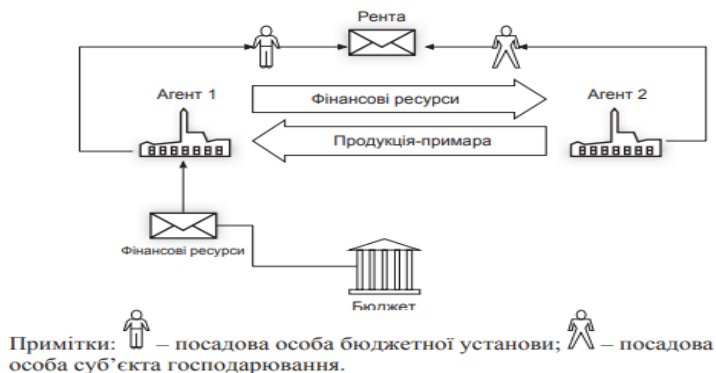 Рента
Агент 1
Фінансові ресурси
Агент 2
Продукція-примара
Фінансові ресурси
Бюджет
Примітки: – посадова особа бюджетної установи; – посадова
особа суб’єкта господарювання.